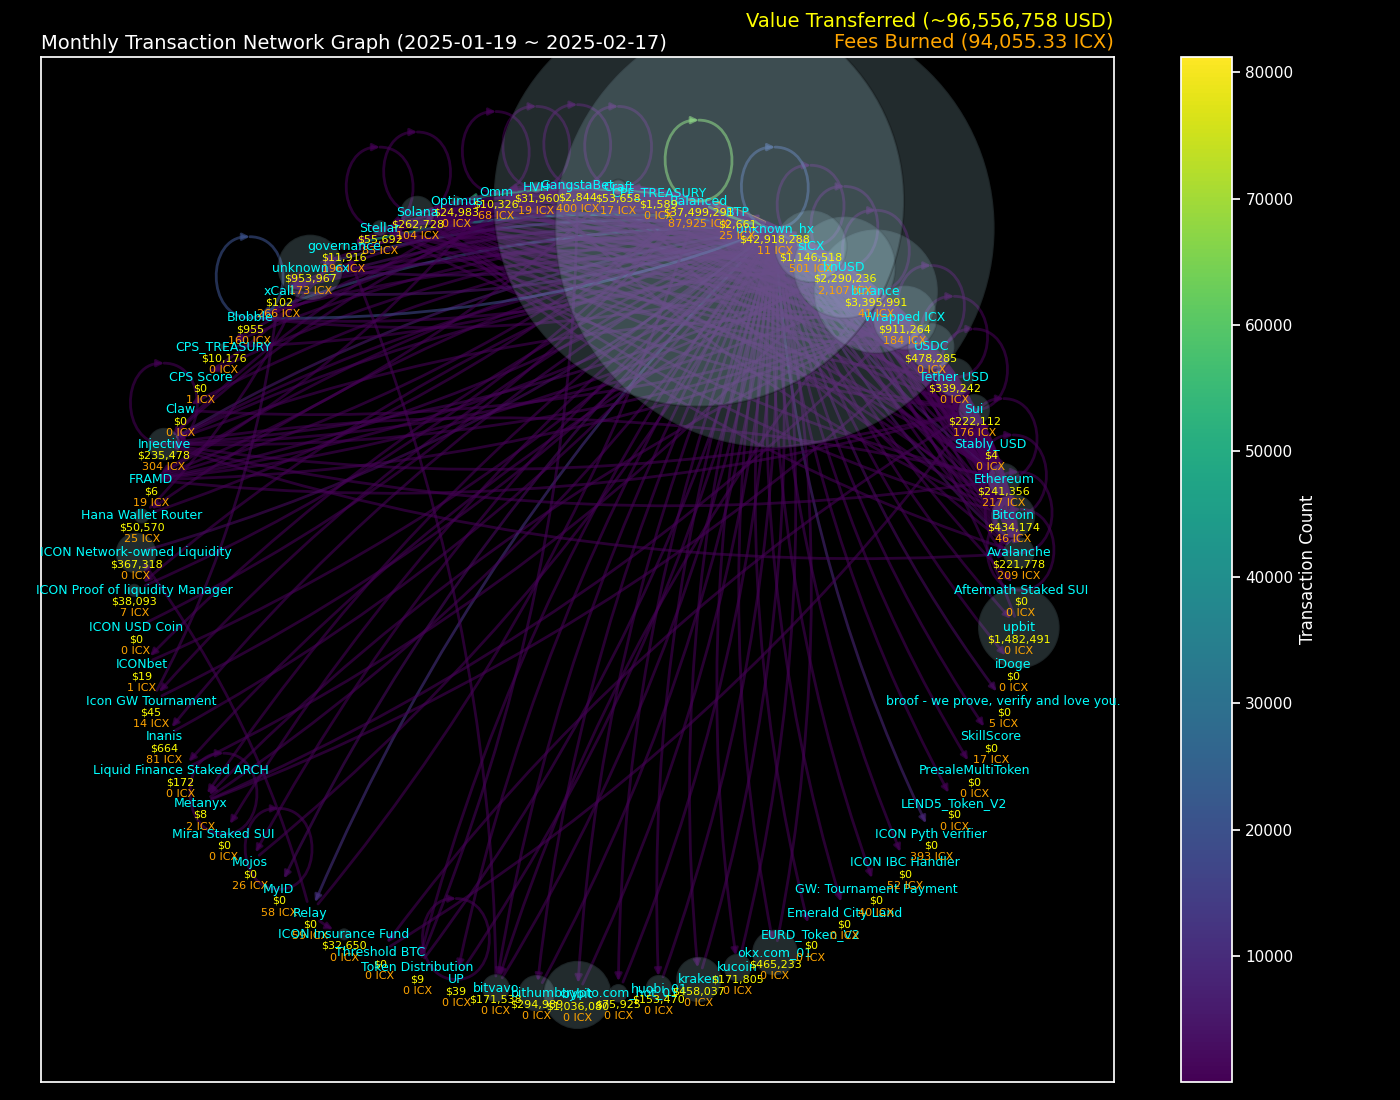 Value Transferred (~96,556,758 USD)
Monthly Transaction Network Graph (2025-01-19 ~ 2025-02-17)
Fees Burned (94,055.33 ICX)
HVH
$31,960
19 ICX
GangstaBet
$2,844
400 ICX
Craft
$53,658
17 ICX
CPFs_TREASURY
$1,589
0 ICX
Balanced
$37,499,291
87,925 ICX
BTP
$2,661
25 ICX
unknown_hx
$42,918,288
11 ICX
sICX
$1,146,518
501 ICX
bnUSD
$2,290,236
2,107 ICX
binance
$3,395,991
41 ICX
Wrapped ICX
$911,264
184 ICX
USDC
$478,285
0 ICX
Tether USD
$339,242
0 ICX
Sui
$222,112
176 ICX
Stably_USD
$4
0 ICX
Ethereum
$241,356
217 ICX
Bitcoin
$434,174
46 ICX
Avalanche
$221,778
209 ICX
Aftermath Staked SUI
$0
0 ICX
upbit
$1,482,491
0 ICX
iDoge
$0
0 ICX
broof - we prove, verify and love you.
$0
5 ICX
SkillScore
$0
17 ICX
PresaleMultiToken
$0
0 ICX
LEND5_Token_V2
$0
0 ICX
ICON Pyth verifier
$0
393 ICX
ICON IBC Handler
$0
52 ICX
GW: Tournament Payment
$0
40 ICX
Emerald City Land
$0
0 ICX
EURD_Token_V2
$0
0 ICX
okx.com_01
$465,233
0 ICX
kucoin
$171,805
0 ICX
kraken
$458,037
0 ICX
huobi_01
$153,470
0 ICX
$75,925
0 ICX
$1,036,080
0 ICX
bithumb
0 ICX
bitvavo
0 ICX
UP
$39
0 ICX
Token Distribution
$9
0 ICX
Threshold BTC
$0
0 ICX
ICON Insurance Fund
$32,650
0 ICX
Relay
$0
MyID
$0
58 ICX
Mojos
$0
26 ICX
Mirai Staked SUI
$0
0 ICX
Metanyx
$8
2 ICX
Liquid Finance Staked ARCH
$172
0 ICX
Inanis
$664
81 ICX
Icon GW Tournament
$45
14 ICX
ICONbet
$19
1 ICX
ICON USD Coin
$0
0 ICX
ICON Proof of liquidity Manager
$38,093
7 ICX
ICON Network-owned Liquidity
$367,318
0 ICX
Hana Wallet Router
$50,570
25 ICX
FRAMD
$6
19 ICX
Injective
$235,478
304 ICX
Claw
$0
0 ICX
CPS Score
$0
1 ICX
CPS_TREASURY
$10,176
0 ICX
Blobble
$955
160 ICX
xCall
$102
266 ICX
unknown_cx
$953,967
173 ICX
governance
$11,916
Stellar
$55,692
Solana
$262,728
104 ICX
Optimus
$24,983
0 ICX
Omm
$10,326
68 ICX
80000
70000
60000
50000
40000
30000
20000
10000
Transaction Count